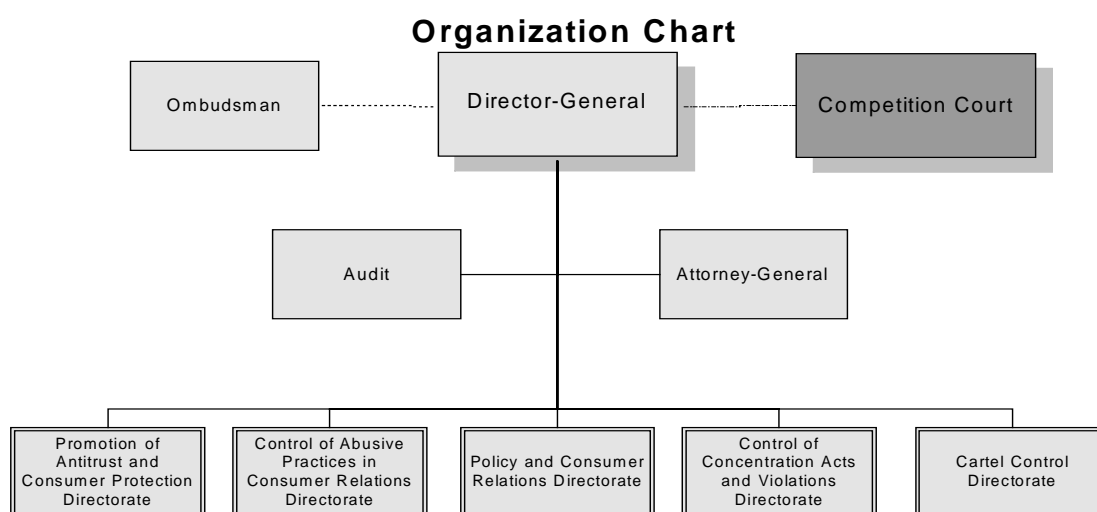 Organization Chart
Ombudsman
Director-General
Competition Court
Audit
Attorney-General
Promotion of
Antitrust and
Consumer Protection
Directorate
Control of Abusive
Practices in
Consumer Relations
Directorate
Policy and Consumer
Relations Directorate
Control of
Concentration Acts
and Violations
Directorate
Cartel Control
Directorate